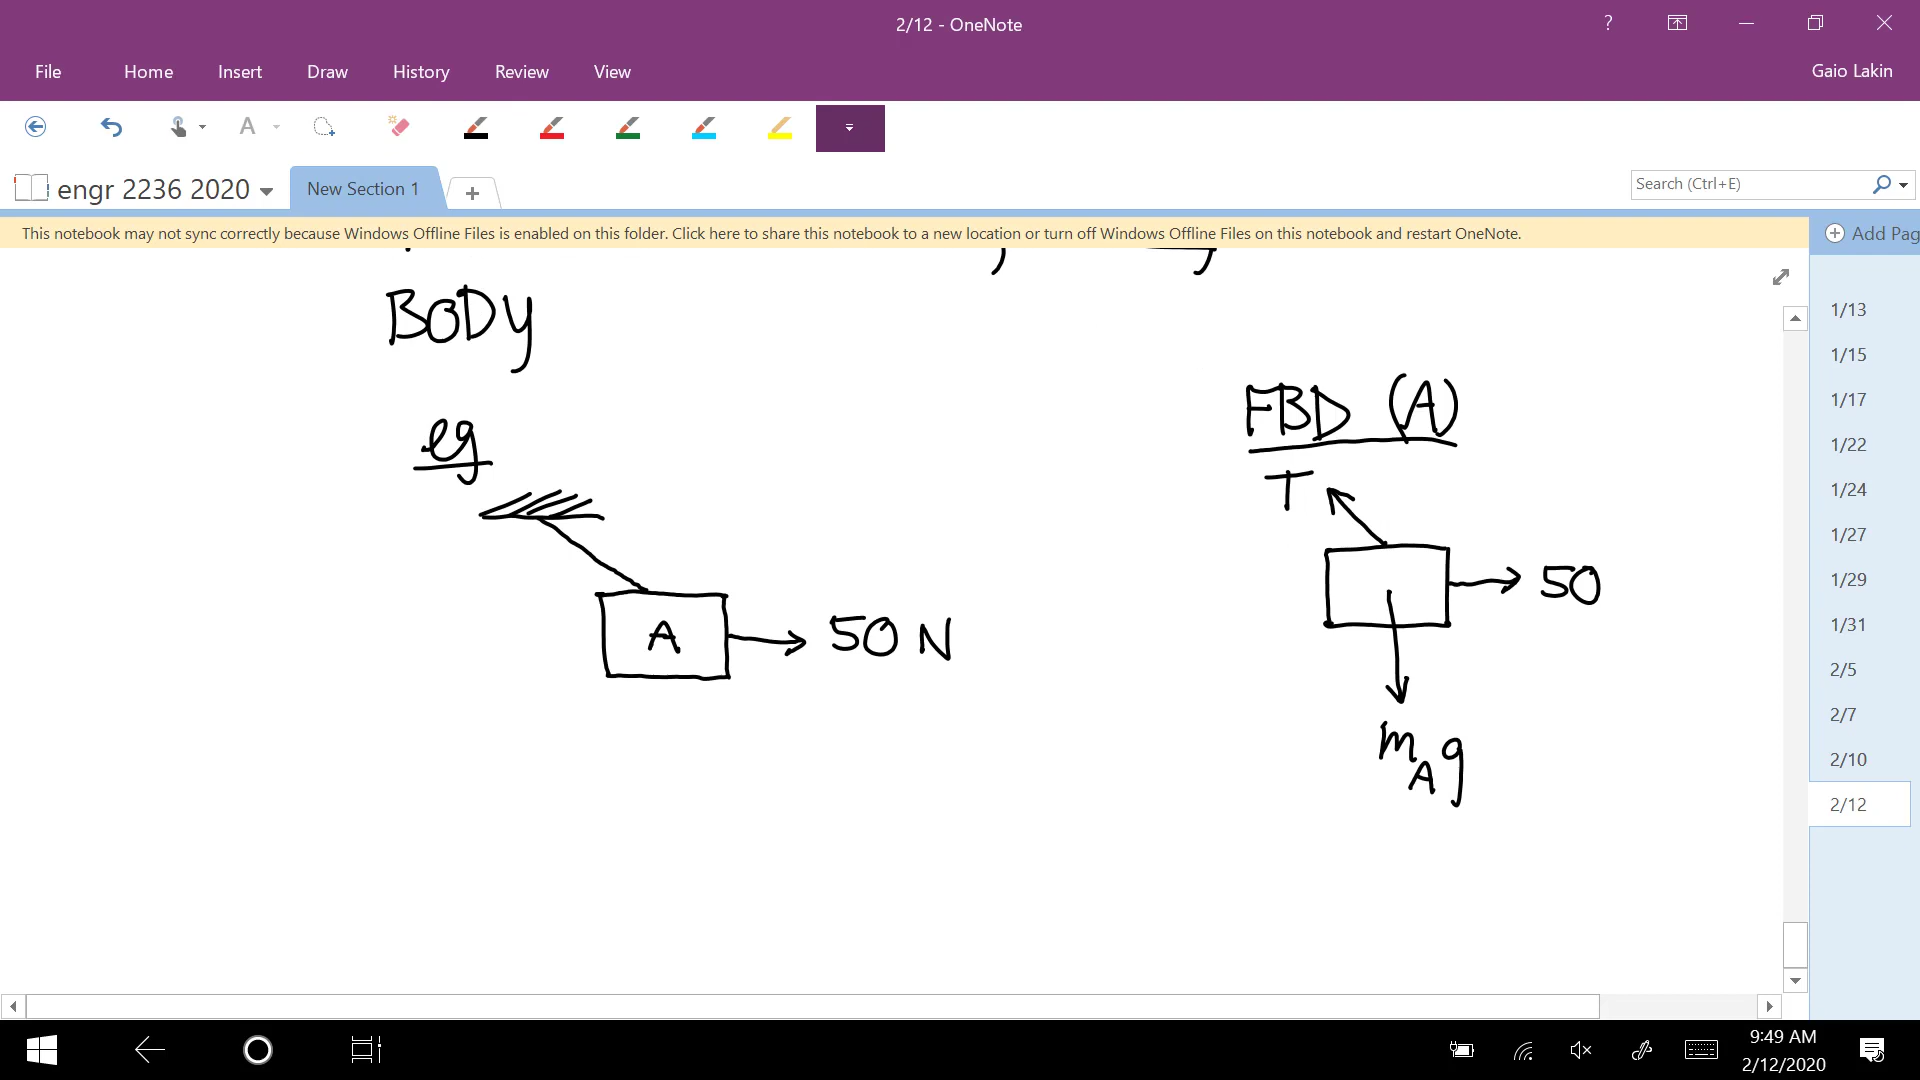 2/12 - OneNote
?
File Home Insert Draw History Review View
Gaio Lakin
A
engr 2236 2020
New Section 1
+
Search (Ctrl+E)
This notebook may not sync correctly because Windows Offline Files is enabled on this folder. Click here to share this notebook to a new location or turn off Windows Offline Files on this notebook and restart OneNote.
Add Pag
BODY
eg
A
50 N
FBD (A)
T
50
mAg
1/13
1/15
1/17
1/22
1/24
1/27
1/29
1/31
2/5
2/7
2/10
2/12
9:49 AM
2/12/2020